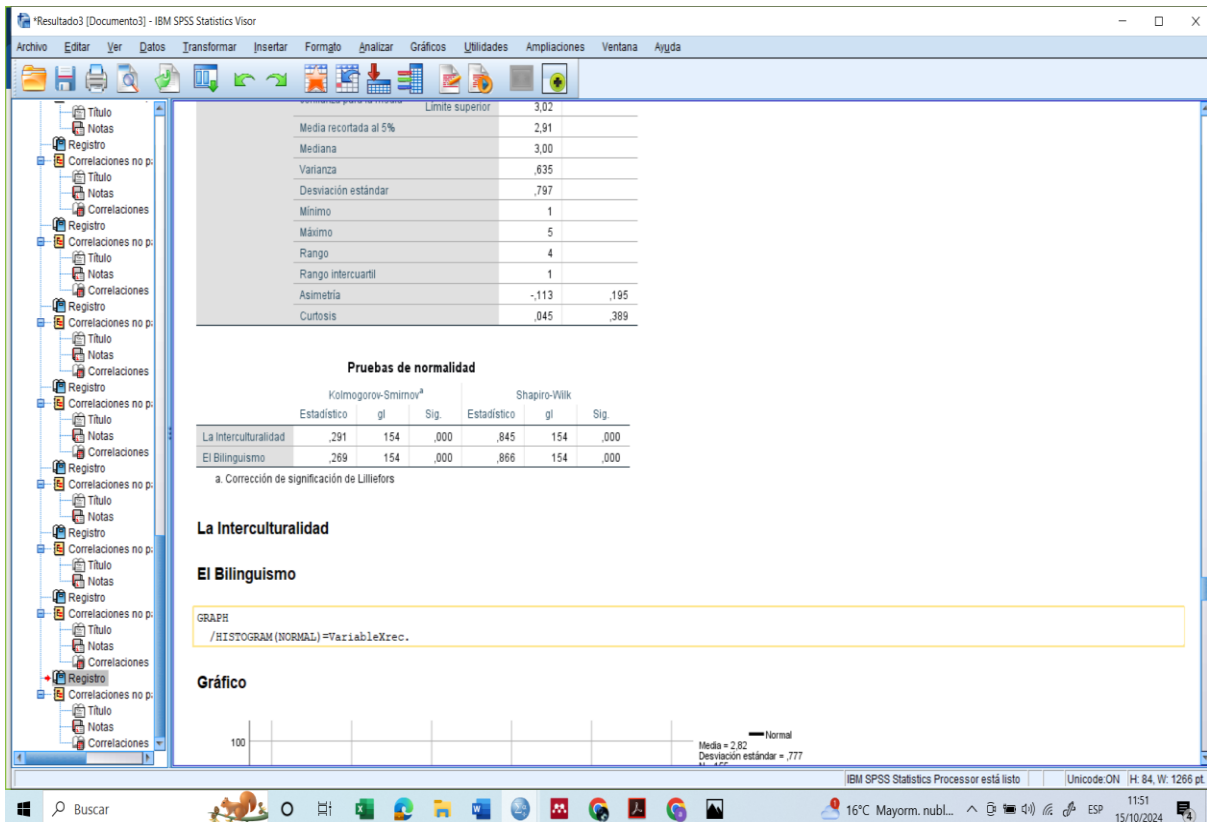 *Resultado3 [Documento3] - IBM SPSS Statistics Visor
Archivo Editar Ver Datos Transformar Insertar Formato Analizar Gráficos Utilidades Ampliaciones Ventana Ayuda
Título
Notas
Registro
Correlaciones no p
Título
Notas
Correlaciones
Registro
Correlaciones no p
Título
Notas
Correlaciones
Registro
Correlaciones no p
Título
Notas
Correlaciones
Registro
Correlaciones no p
Título
Notas
Correlaciones
Registro
Correlaciones no p
Título
Notas
Registro
Correlaciones no p
Título
Notas
Registro
Correlaciones no p
Título
Notas
Correlaciones
Registro
Correlaciones no p
Título
Notas
Correlaciones
Límite superior 3,02
Media recortada al 5% 2,91
Mediana 3,00
Varianza ,635
Desviación estándar ,797
Mínimo 1
Máximo 5
Rango 4
Rango intercuartil 1
Asimetría -,113 ,195
Curtosis ,045 ,389
Pruebas de normalidad
Kolmogorov-Smirnov^a Shapiro-Wilk
Estadístico gl Sig. Estadístico gl Sig.
La Interculturalidad ,291 154 ,000 ,845 154 ,000
El Bilinguismo ,269 154 ,000 ,866 154 ,000
a. Corrección de significación de Lilliefors
La Interculturalidad
El Bilinguismo
GRAPH
/HISTOGRAM(NORMAL)=VariableXrec.
Gráfico
100
Normal
Media = 2,82
Desviación estándar = ,777
IBM SPSS Statistics Processor está listo Unicode:ON H: 84, W: 1266 pt.
Buscar
16°C Mayorm. nubl... ESP 11:51
15/10/2024
4